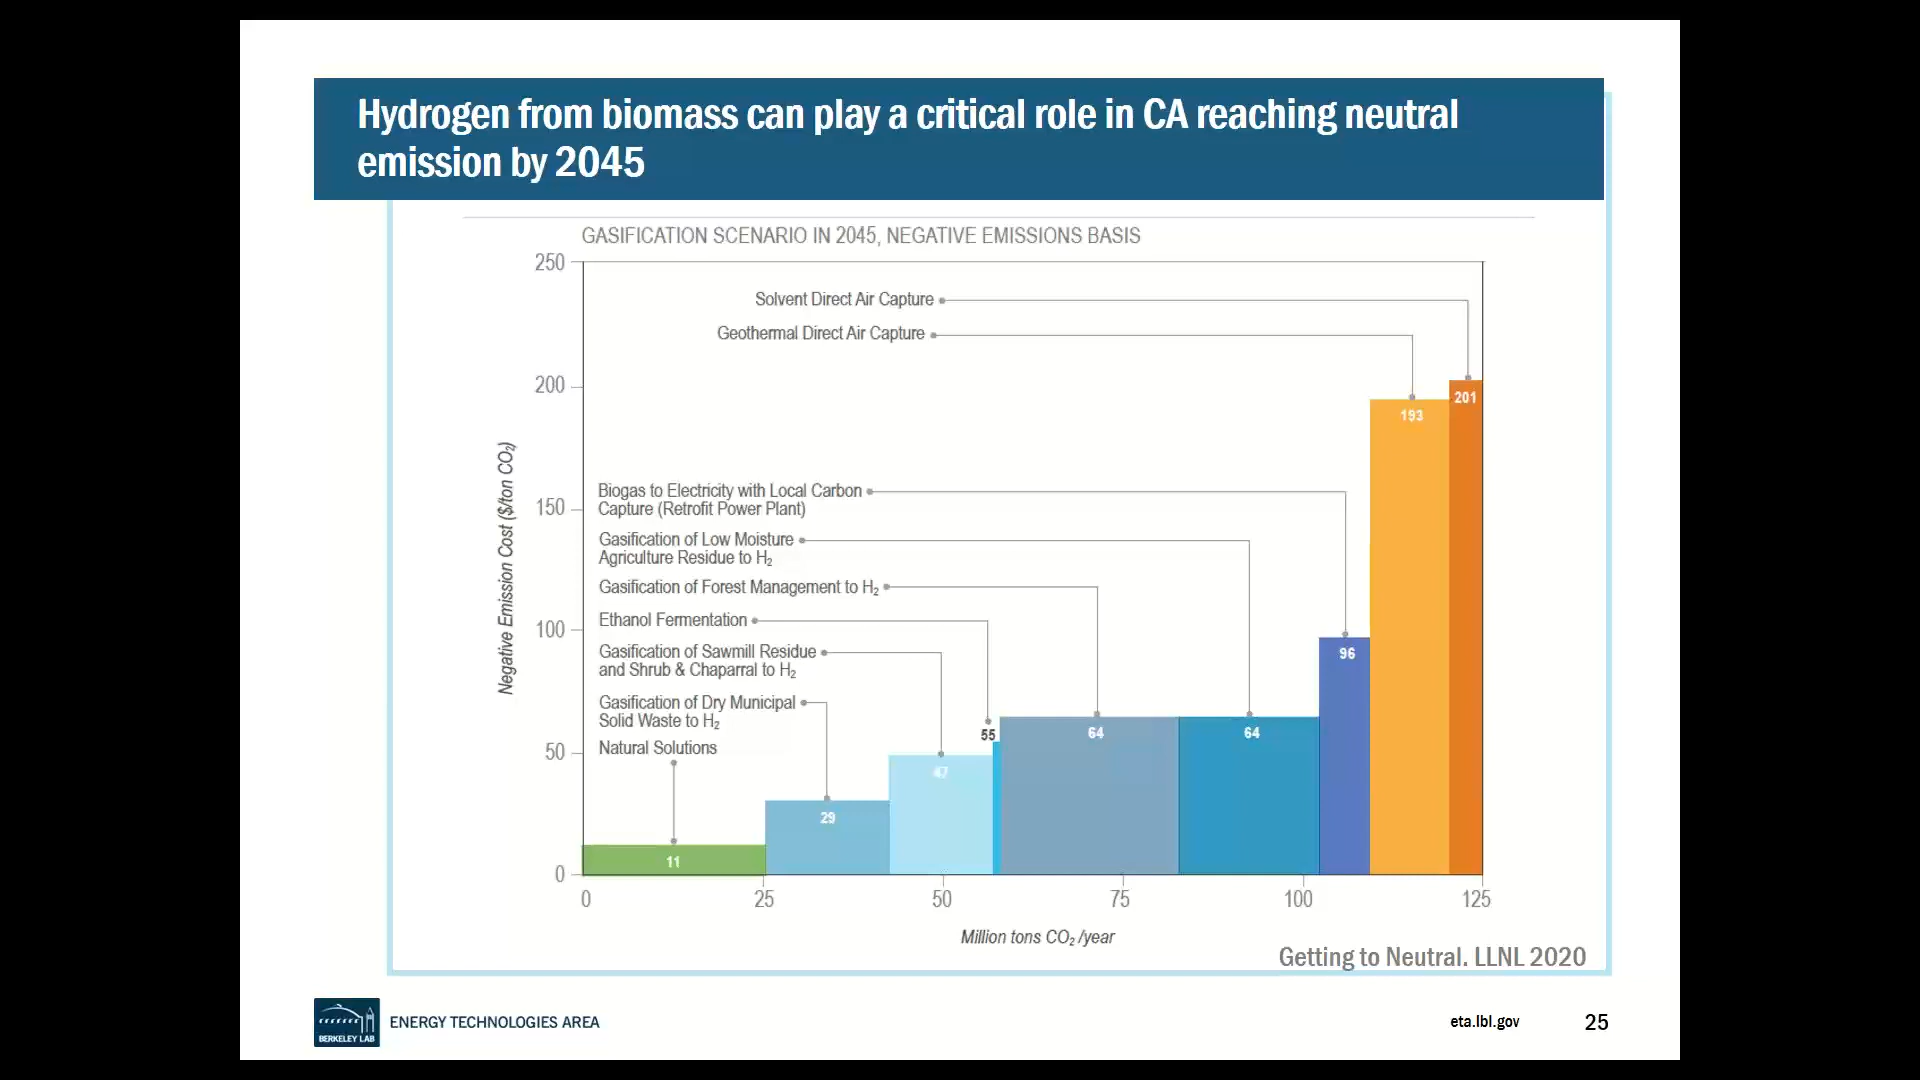 Hydrogen from biomass can play a critical role in CA reaching neutral
emission by 2045
GASIFICATION SCENARIO IN 2045, NEGATIVE EMISSIONS BASIS
250
200
150
100
50
0
Negative Emission Cost ($/ton CO₂)
Solvent Direct Air Capture
Geothermal Direct Air Capture
Biogas to Electricity with Local Carbon
Capture (Retrofit Power Plant)
Gasification of Low Moisture
Agriculture Residue to H₂
Gasification of Forest Management to H₂
Ethanol Fermentation
Gasification of Sawmill Residue
and Shrub & Chaparral to H₂
Gasification of Dry Municipal
Solid Waste to H₂
Natural Solutions
11
29
47
55
64
64
96
193
201
0 25 50 75 100 125
Million tons CO₂ /year
Getting to Neutral. LLNL 2020
BERKELEY LAB
ENERGY TECHNOLOGIES AREA
eta.lbl.gov
25